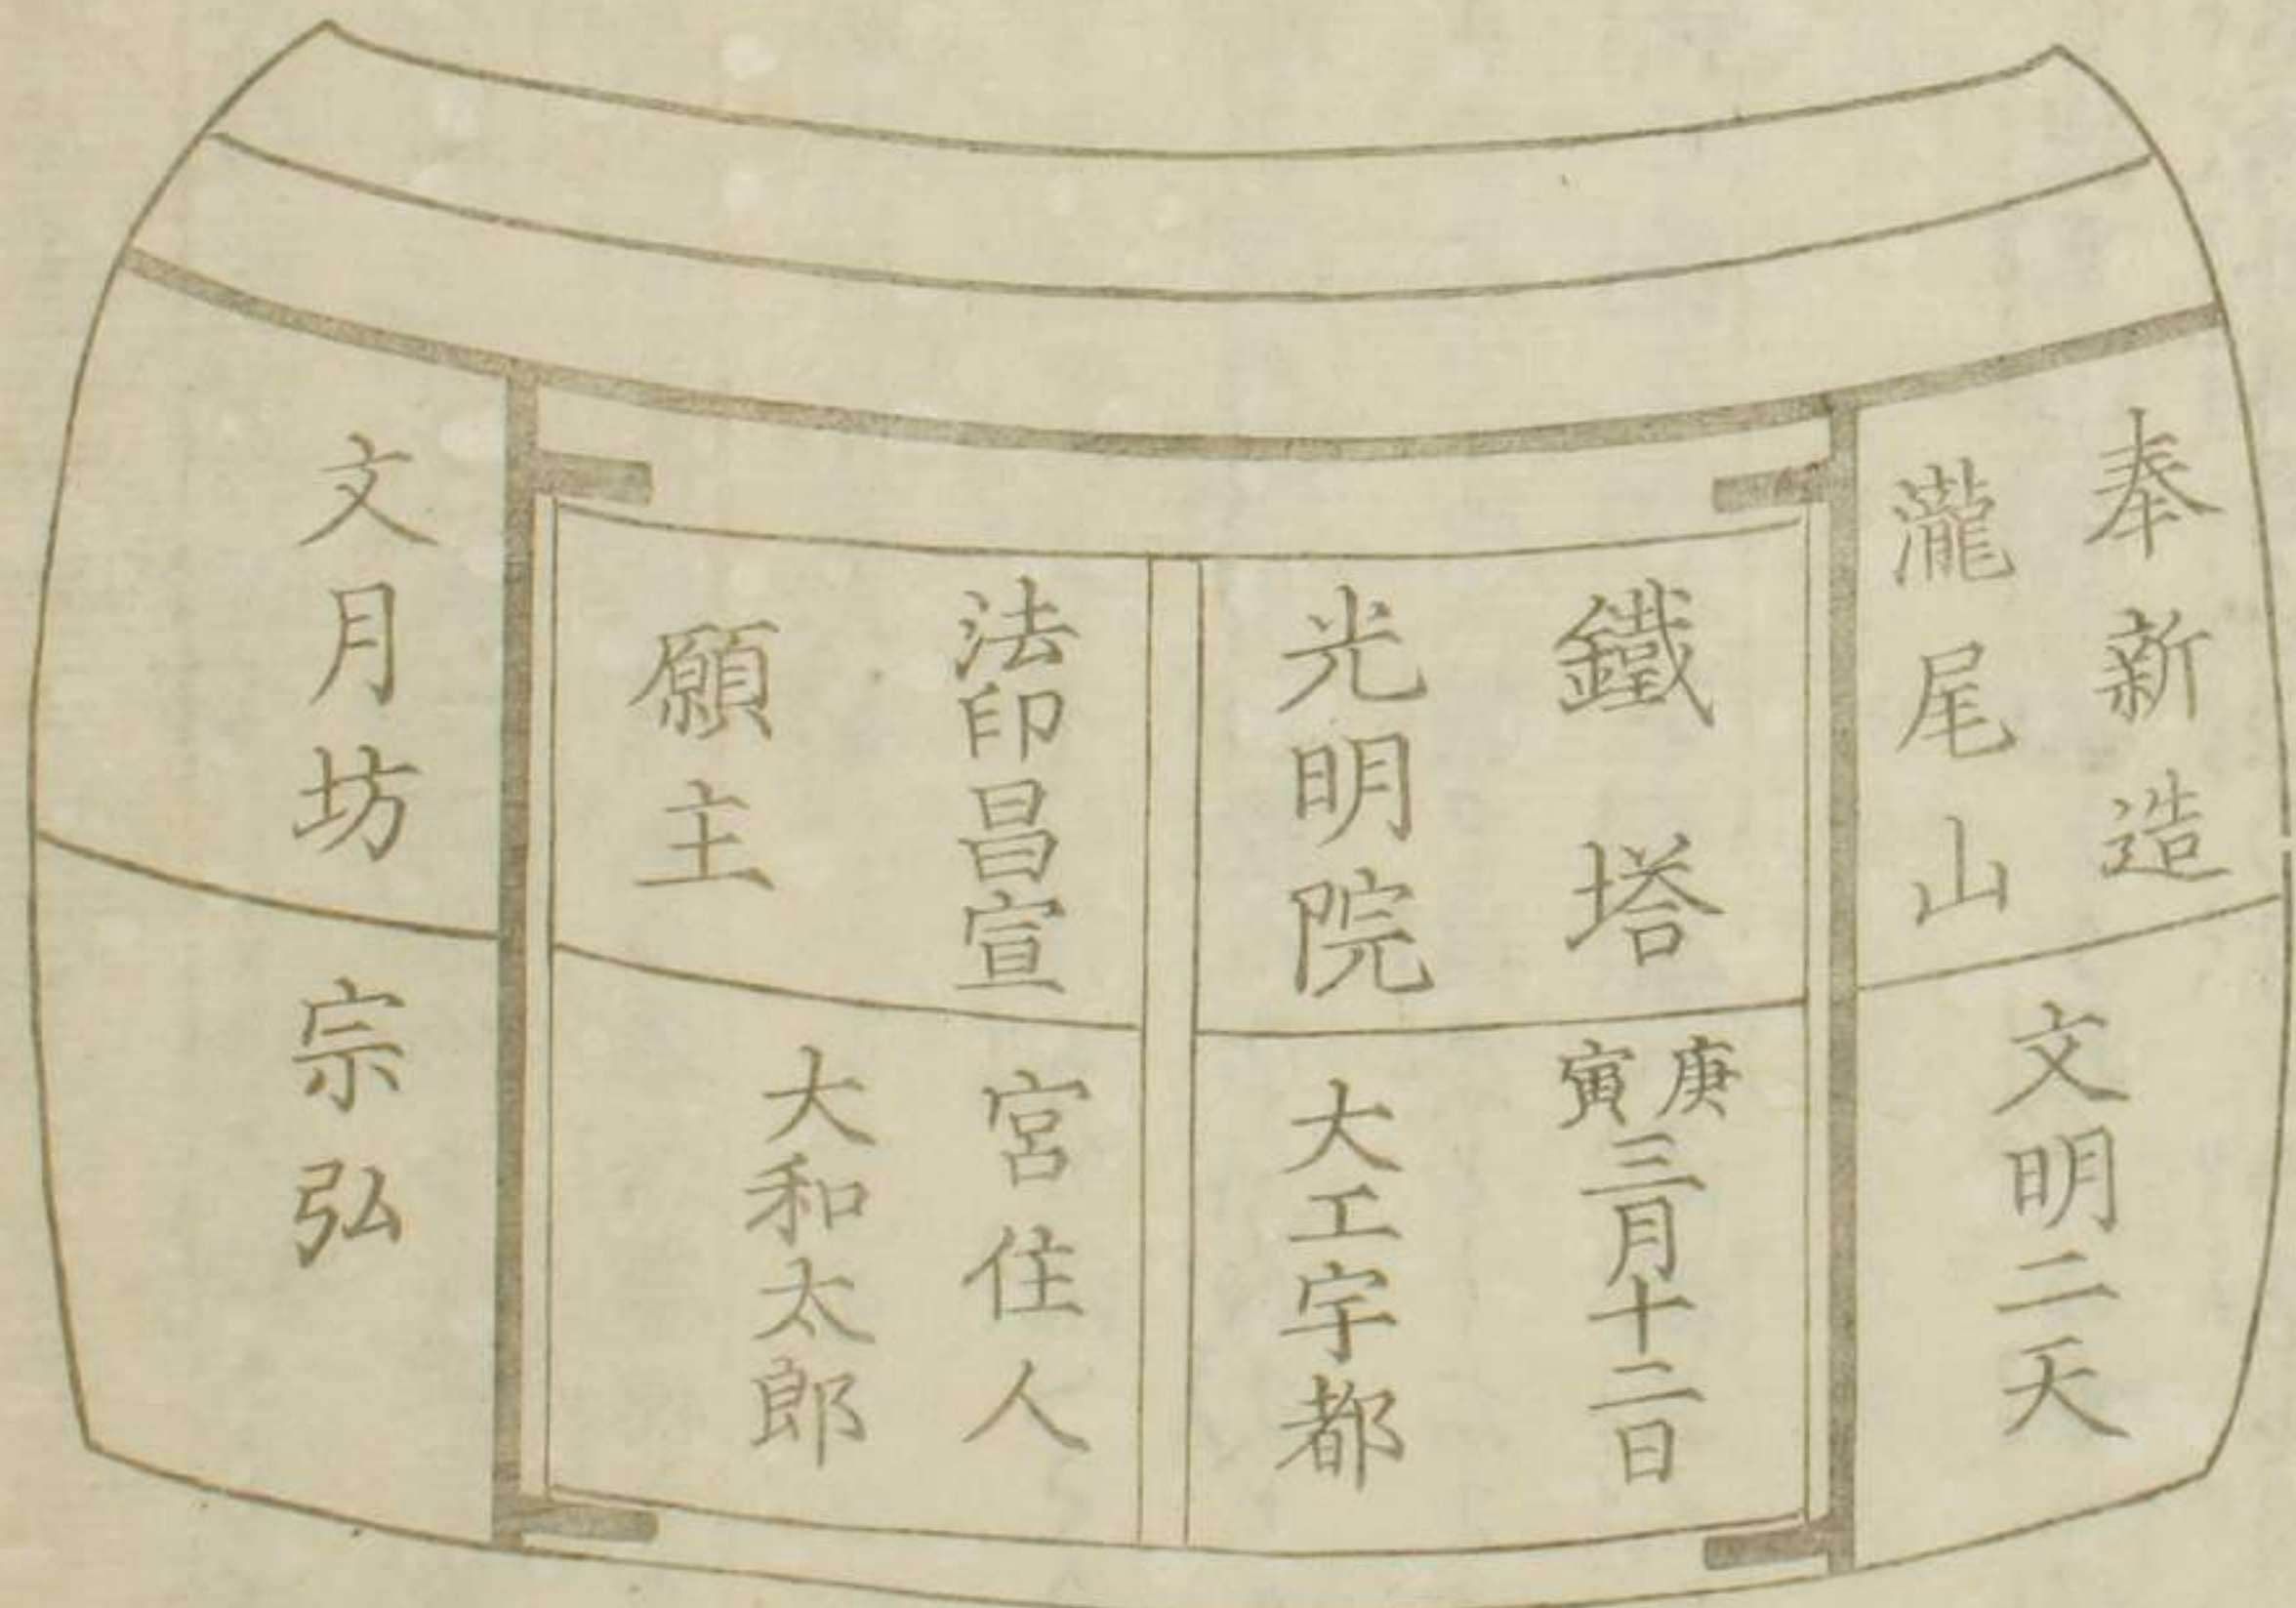 奉新造
瀧尾山
鐵塔
光明院
法印昌宣
願主
文月坊
文明二天
庚寅三月十二日
大工宇都
宮住人
大和太郎
宗弘